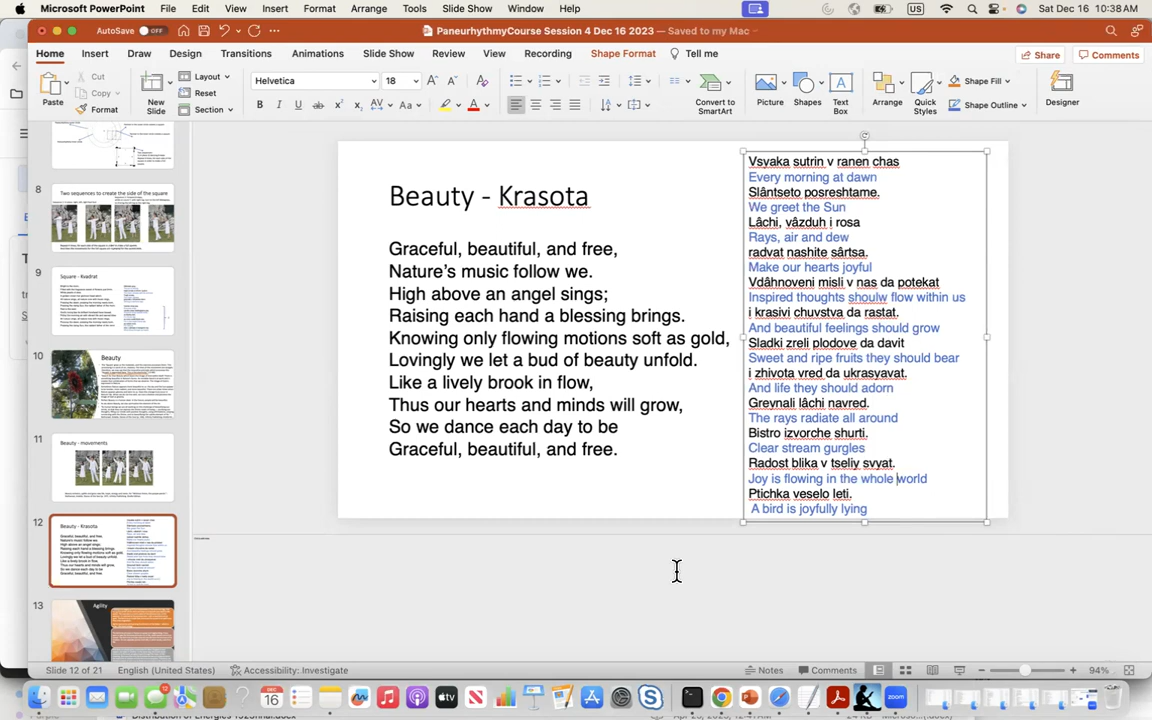 Microsoft PowerPoint File Edit View Insert Format Arrange Tools Slide Show Window Help US Sat Dec 16 10:38 AM
AutoSave OFF PaneurhythmyCourse Session 4 Dec 16 2023 — Saved to my Mac
Home Insert Draw Design Transitions Animations Slide Show Review View Recording Shape Format Tell me Share Comments
Paste Cut Copy Format New Slide Layout Reset Section Helvetica 18 Convert to SmartArt Picture Shapes Text Box Arrange Quick Styles Shape Fill Shape Outline Designer
Beauty - Krasota
Graceful, beautiful, and free,
Nature's music follow we.
High above an angel sings;
Raising each hand a blessing brings.
Knowing only flowing motions soft as gold,
Lovingly we let a bud of beauty unfold.
Like a lively brook in flow,
Thus our hearts and minds will grow,
So we dance each day to be
Graceful, beautiful, and free.
Vsvaka sutrin v ranen chas
Every morning at dawn
Slântseto posreshtame.
We greet the Sun
Lâchi, vâzduh i rosa
Rays, air and dew
radvat nashite sârtsa.
Make our hearts joyful
Vdâhnoveni misli v nas da potekat
Inspired thoughts shoulw flow within us
i krasivi chuvstva da rastat.
And beautiful feelings should grow
Sladki zreli plodove da davit
Sweet and ripe fruits they should bear
i zhivota vred da ukrasyavat.
And life they should adorn
Grevnali lâchi navred.
The rays radiate all around
Bistro izvorche shurti.
Clear stream gurgles
Radost blika v tseliy svyat.
Joy is flowing in the whole world
Ptichka veselo leti.
A bird is joyfully lying
8
Two sequences to create the side of the square
9
Square - Kvadrat
10
Beauty
11
Beauty - movements
12
Beauty - Krasota
13
Agility
Slide 12 of 21 English (United States) Accessibility: Investigate Notes Comments 94%